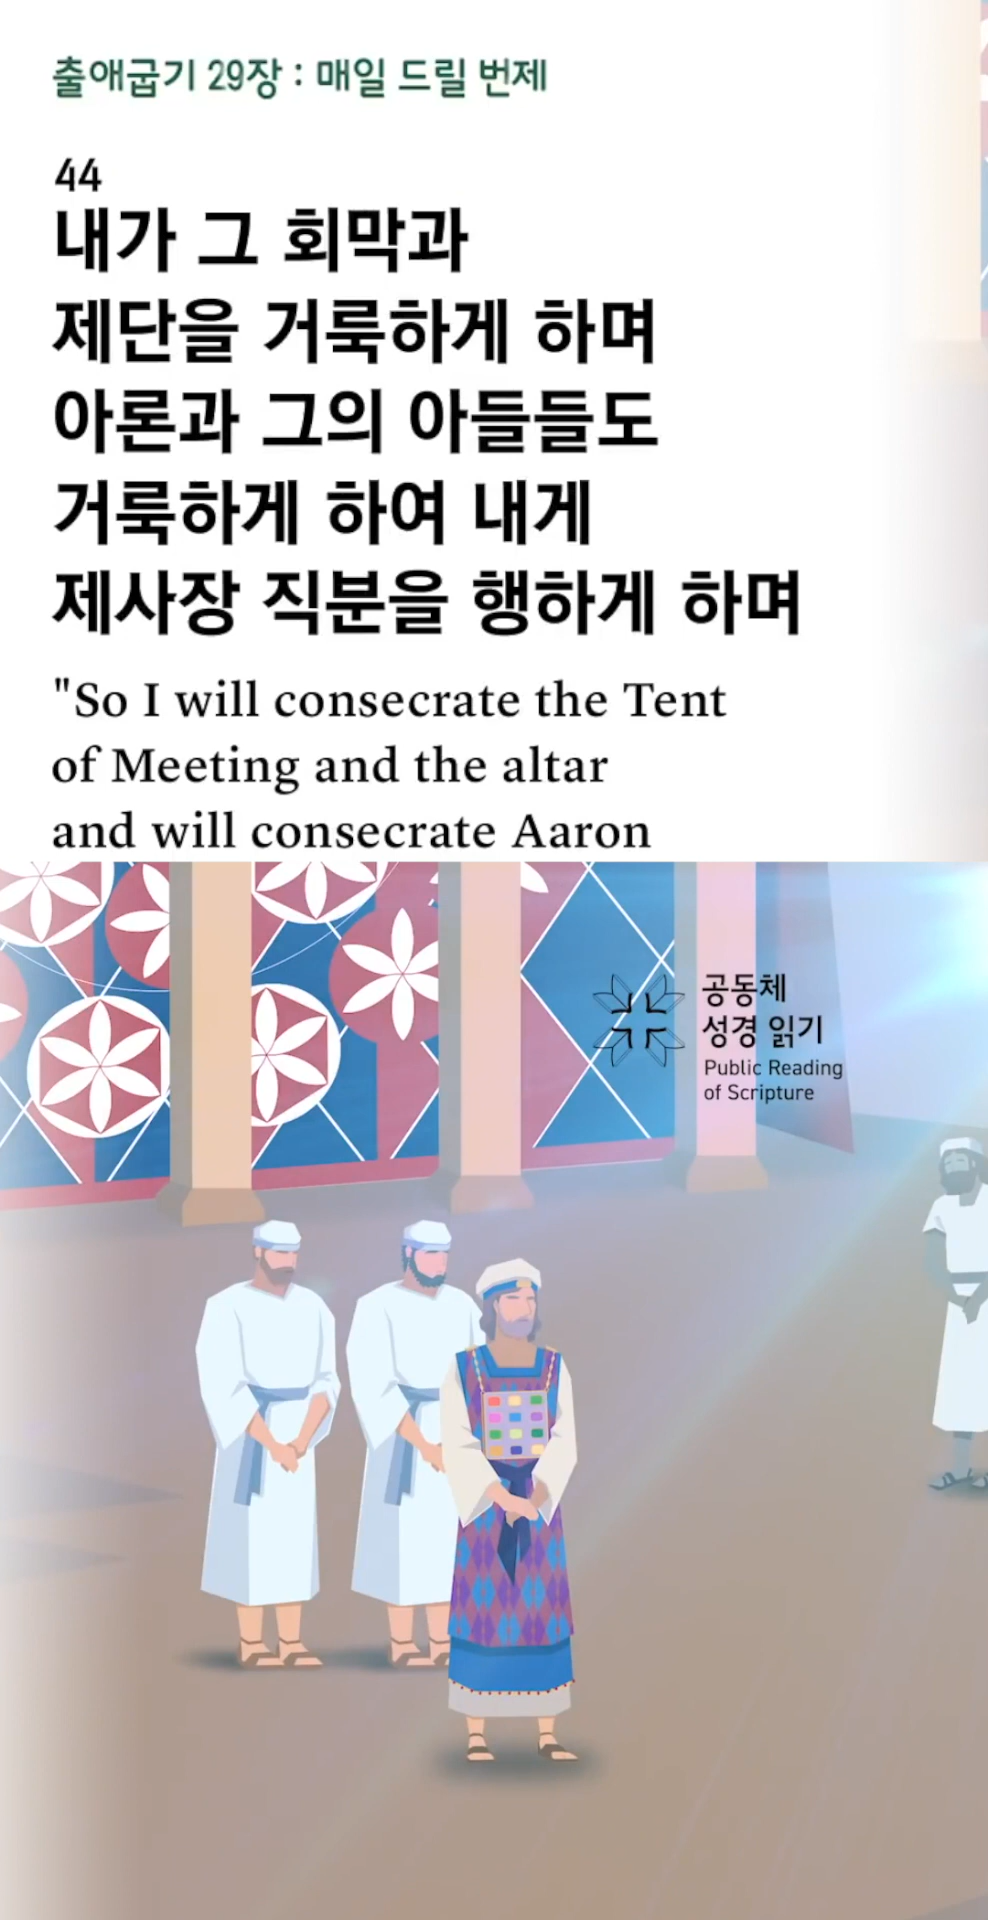 출애굽기 29장 : 매일 드릴 번제
44
내가 그 회막과
제단을 거룩하게 하며
아론과 그의 아들들도
거룩하게 하여 내게
제사장 직분을 행하게 하며
"So I will consecrate the Tent
of Meeting and the altar
and will consecrate Aaron
공동체
성경 읽기
Public Reading
of Scripture